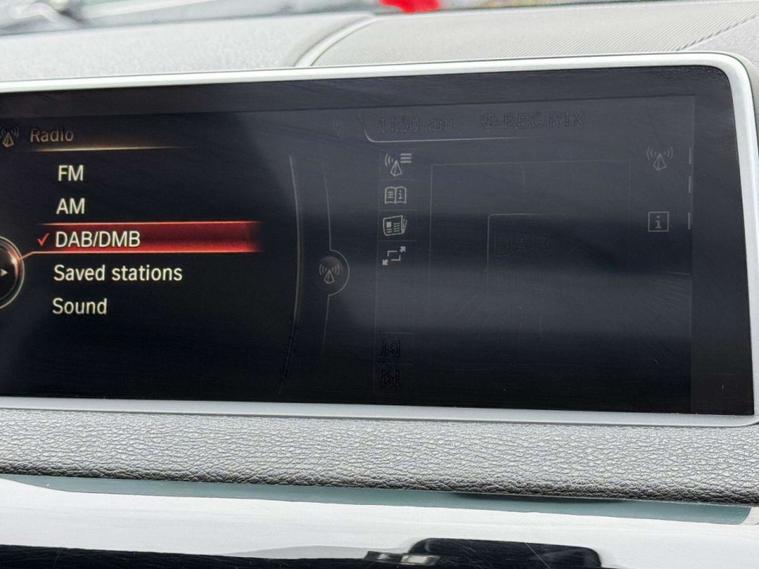 Radio
FM
AM
DAB/DMB
Saved stations
Sound